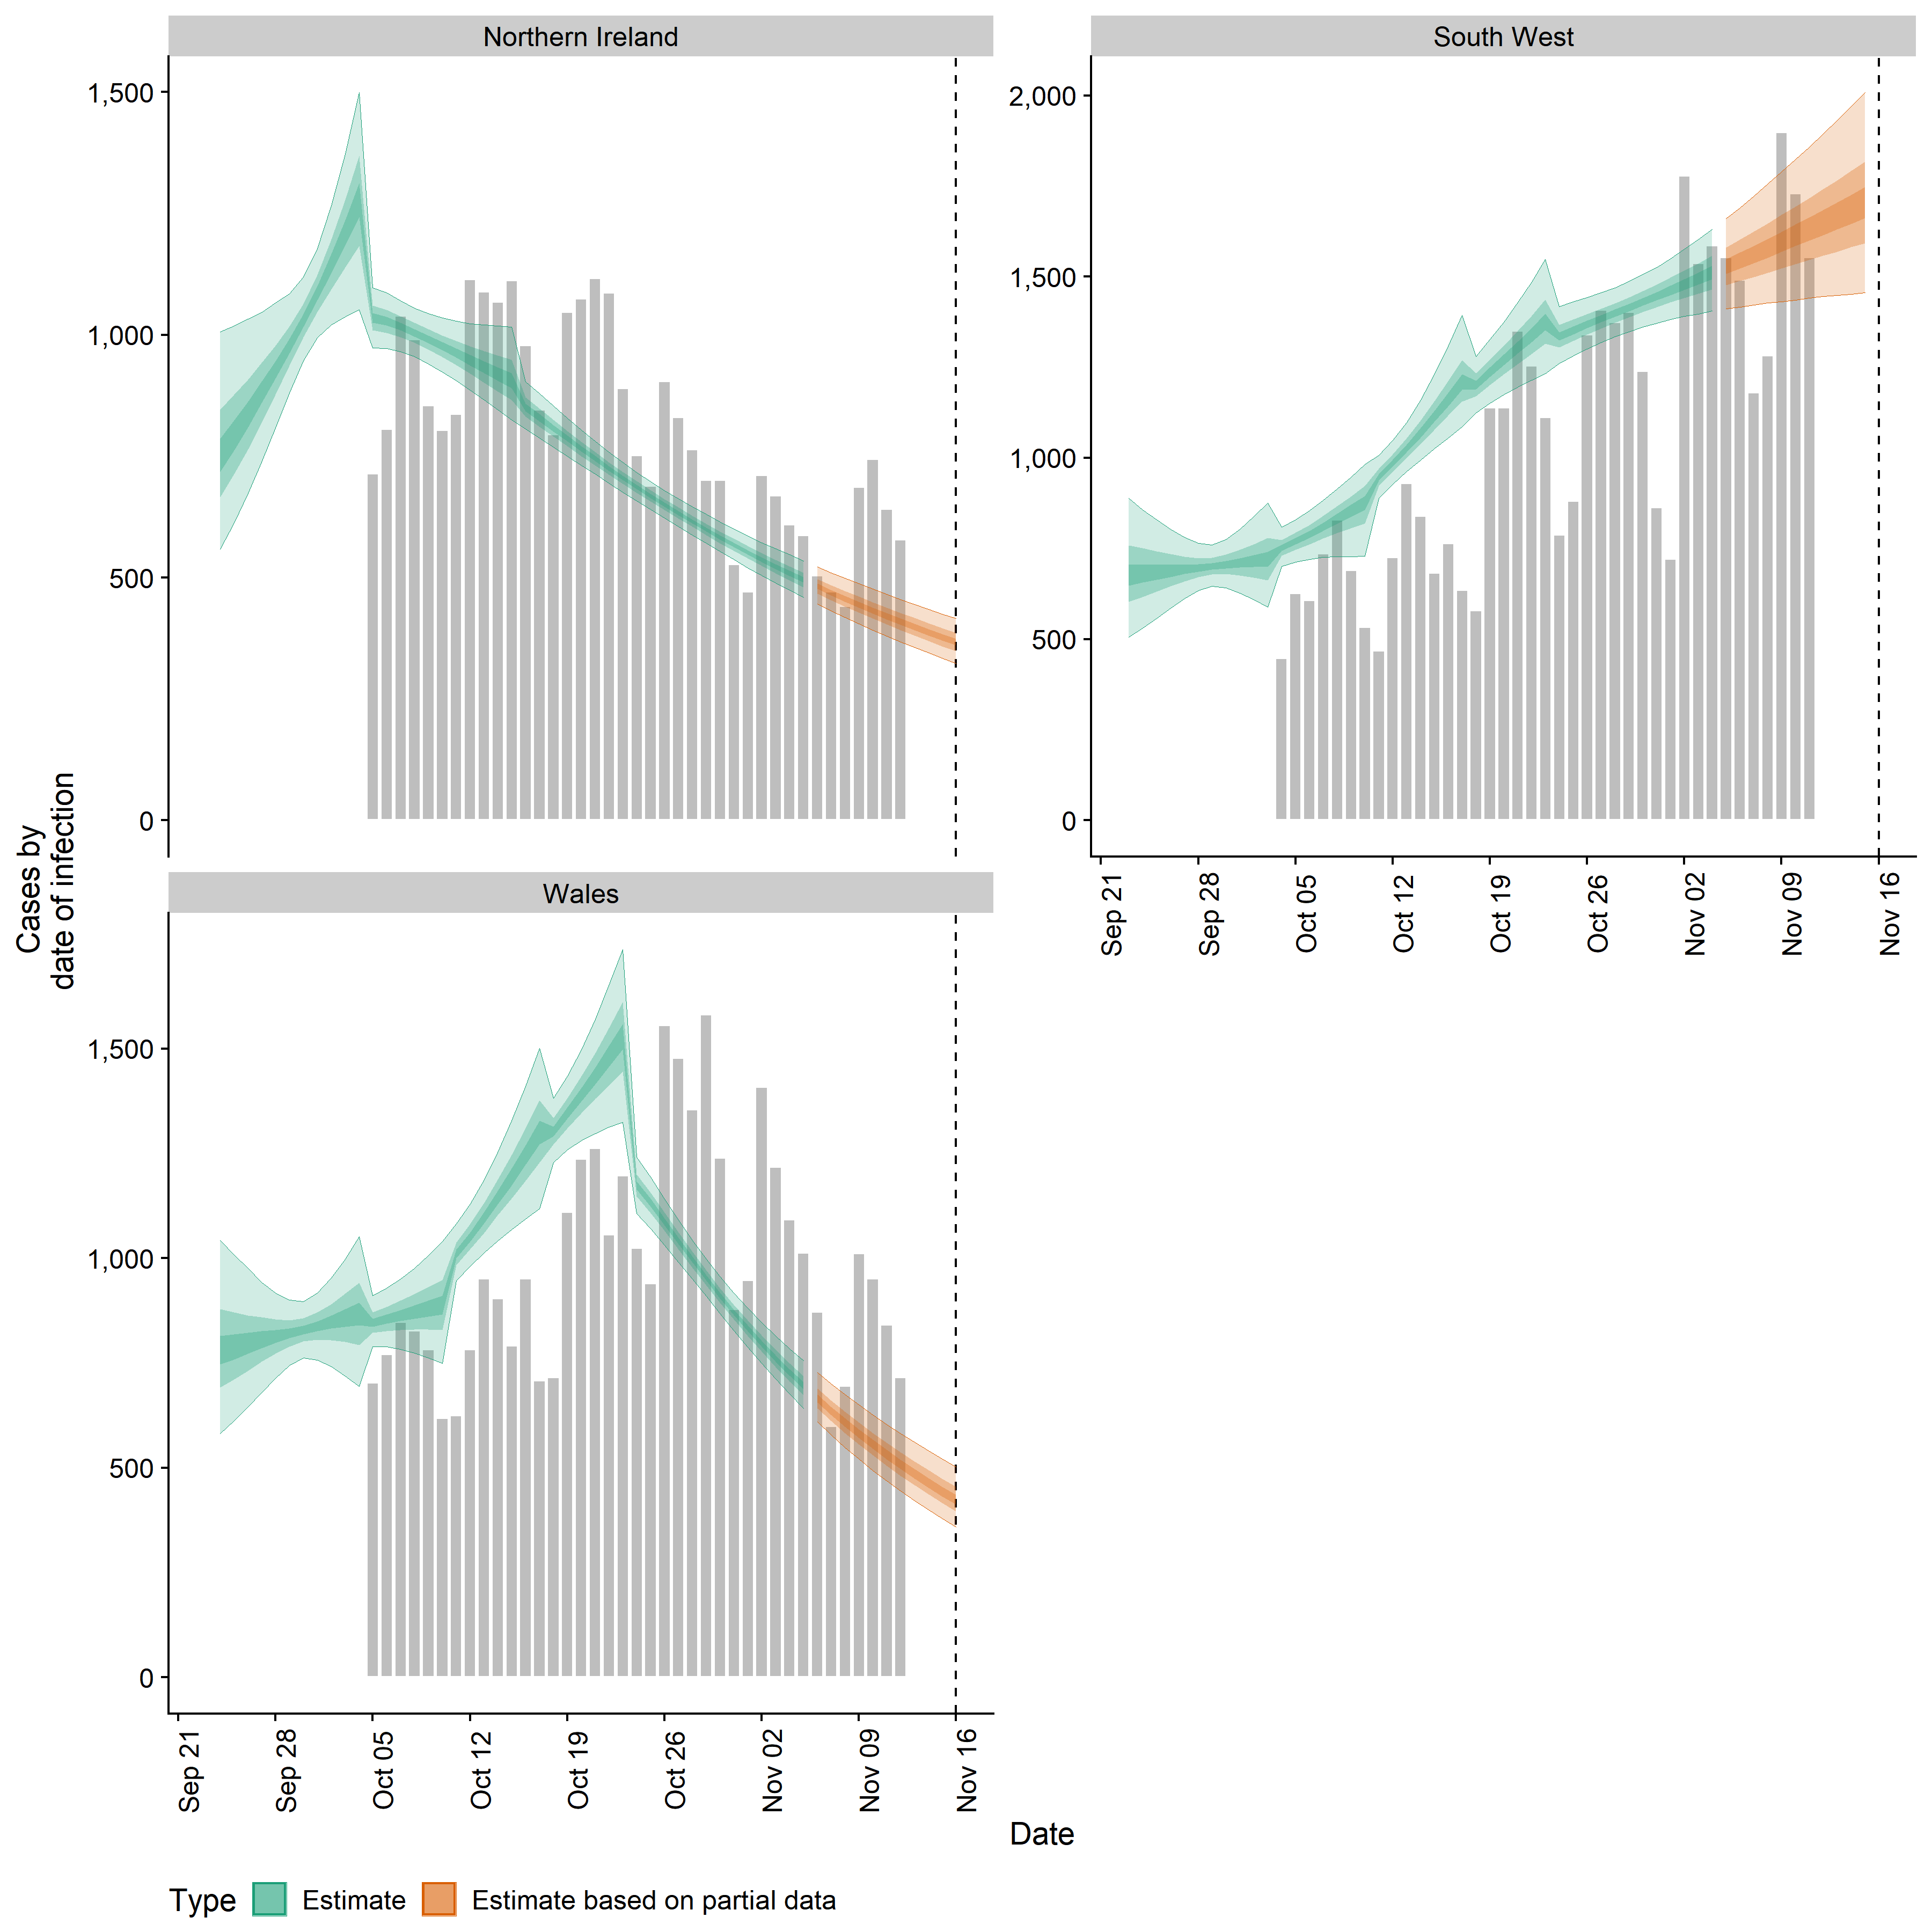 Northern Ireland
South West
1,500
1,000
500
0
2,000
1,500
1,000
500
0
Sep 21
Sep 28
Oct 05
Oct 12
Oct 19
Oct 26
Nov 02
Nov 09
Nov 16
Cases by
date of infection
Wales
1,500
1,000
500
0
Sep 21
Sep 28
Oct 05
Oct 12
Oct 19
Oct 26
Nov 02
Nov 09
Nov 16
Date
Type Estimate Estimate based on partial data